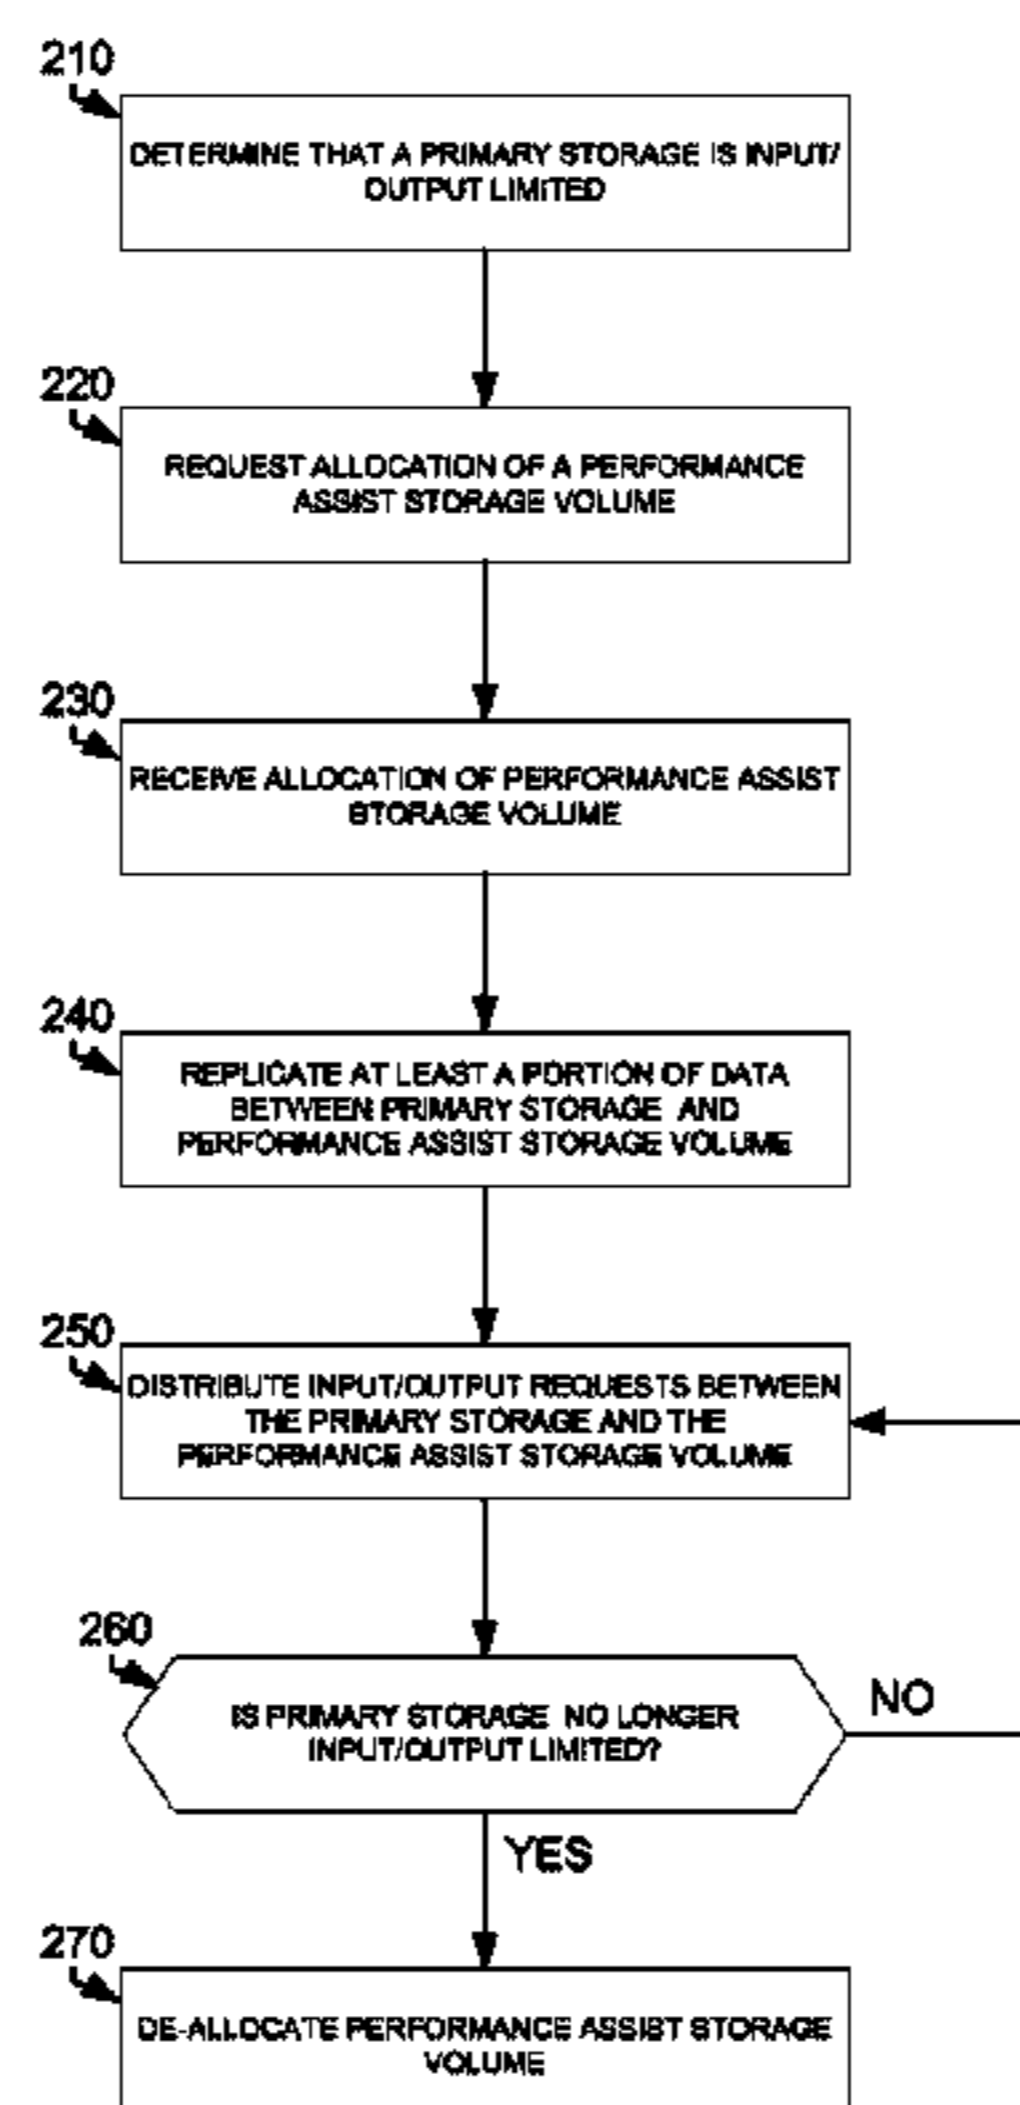 210
DETERMINE THAT A PRIMARY STORAGE IS INPUT/
OUTPUT LIMITED
220
REQUEST ALLOCATION OF A PERFORMANCE
ASSIST STORAGE VOLUME
230
RECEIVE ALLOCATION OF PERFORMANCE ASSIST
STORAGE VOLUME
240
REPLICATE AT LEAST A PORTION OF DATA
BETWEEN PRIMARY STORAGE AND
PERFORMANCE ASSIST STORAGE VOLUME
250
DISTRIBUTE INPUT/OUTPUT REQUESTS BETWEEN
THE PRIMARY STORAGE AND THE
PERFORMANCE ASSIST STORAGE VOLUME
260
IS PRIMARY STORAGE NO LONGER
INPUT/OUTPUT LIMITED?
NO
YES
270
DE-ALLOCATE PERFORMANCE ASSIST STORAGE
VOLUME